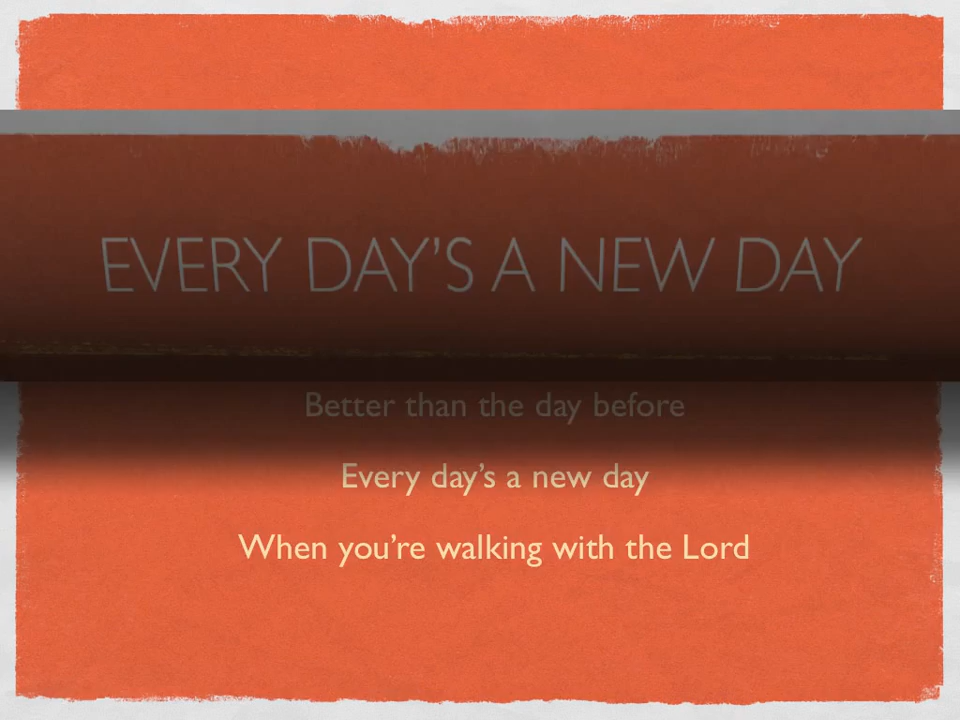 EVERY DAY’S A NEW DAY
Better than the day before
Every day’s a new day
When you’re walking with the Lord